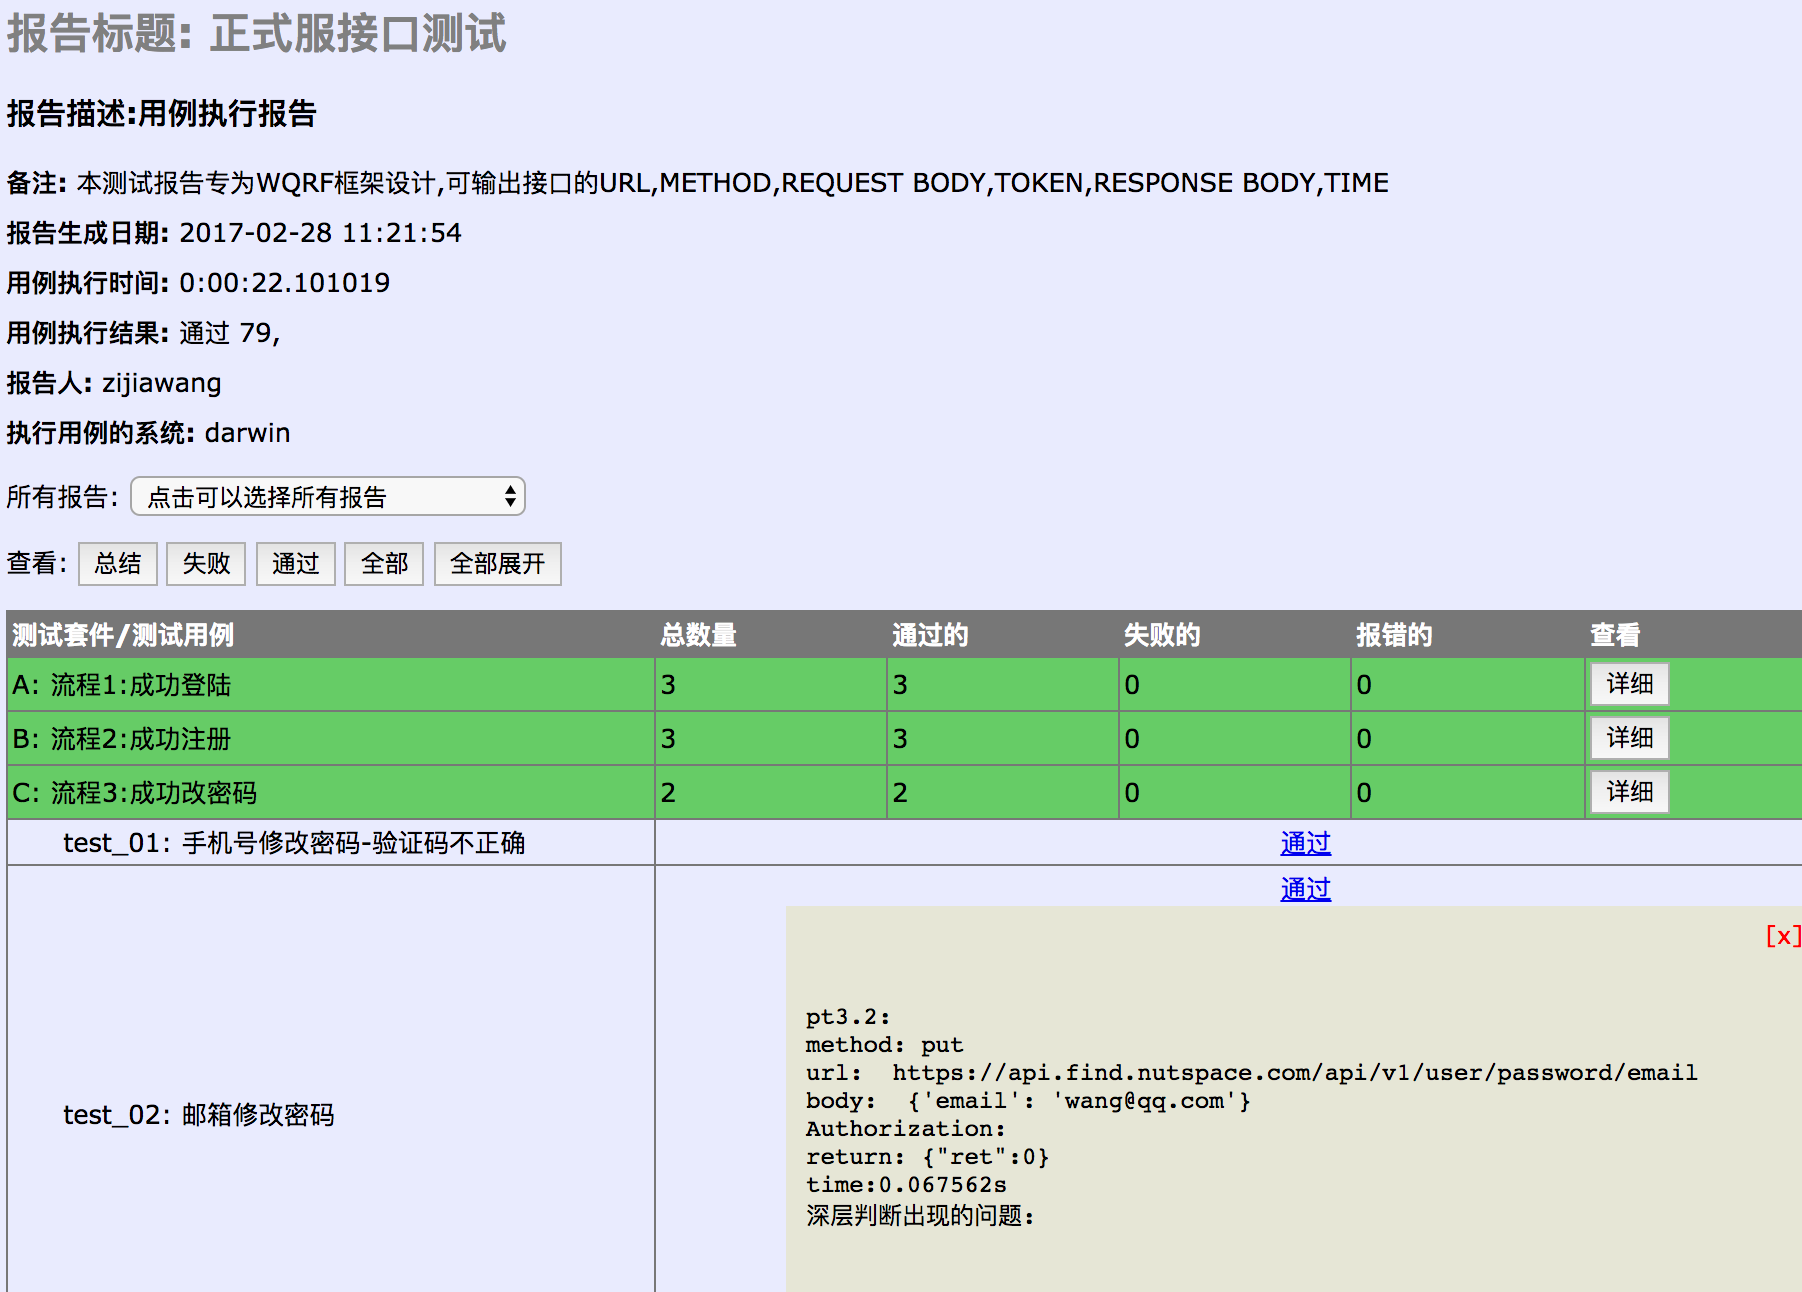 报告标题: 正式服接口测试
报告描述:用例执行报告
备注: 本测试报告专为WQRF框架设计,可输出接口的URL,METHOD,REQUEST BODY,TOKEN,RESPONSE BODY,TIME
报告生成日期: 2017-02-28 11:21:54
用例执行时间: 0:00:22.101019
用例执行结果: 通过 79,
报告人: zijiawang
执行用例的系统: darwin
所有报告: 点击可以选择所有报告
查看: 总结 失败 通过 全部 全部展开
测试套件/测试用例 总数量 通过的 失败的 报错的 查看
A: 流程1:成功登陆 3 3 0 0 详细
B: 流程2:成功注册 3 3 0 0 详细
C: 流程3:成功改密码 2 2 0 0 详细
test_01: 手机号修改密码-验证码不正确 通过
通过
[x]
pt3.2:
method: put
url:  https://api.find.nutspace.com/api/v1/user/password/email
body:  {'email': 'wang@qq.com'}
test_02: 邮箱修改密码
Authorization:
return: {"ret":0}
time:0.067562s
深层判断出现的问题: